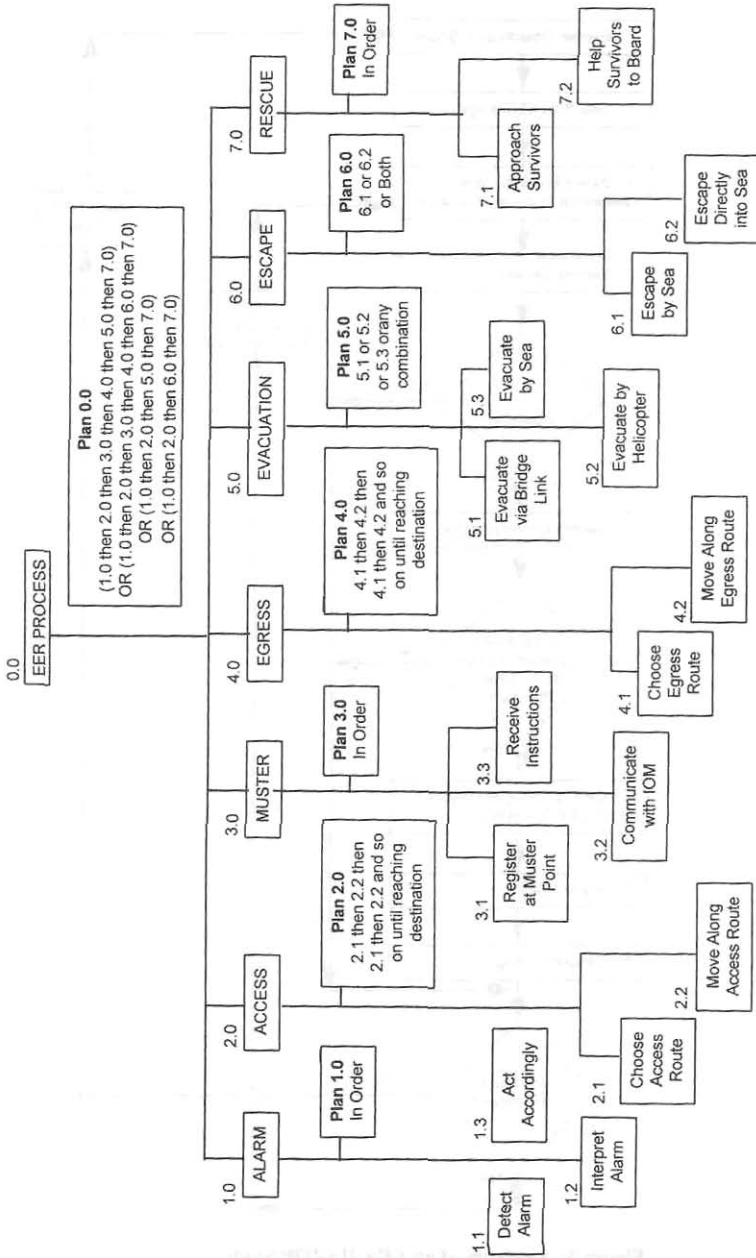 0.0
EER PROCESS
Plan 0.0
(1.0 then 2.0 then 3.0 then 4.0 then 5.0 then 7.0)
OR (1.0 then 2.0 then 3.0 then 4.0 then 6.0 then 7.0)
OR (1.0 then 2.0 then 5.0 then 7.0)
OR (1.0 then 2.0 then 6.0 then 7.0)
1.0
ALARM
Plan 1.0
In Order
1.1
Detect
Alarm
1.2
Interpret
Alarm
1.3
Act
Accordingly
2.0
ACCESS
Plan 2.0
2.1 then 2.2 then
2.1 then 2.2 and so
on until reaching
destination
2.1
Choose
Access
Route
2.2
Move Along
Access Route
3.0
MUSTER
Plan 3.0
In Order
3.1
Register
at Muster
Point
3.2
Communicate
with IOM
3.3
Receive
Instructions
4.0
EGRESS
Plan 4.0
4.1 then 4.2 then
4.1 then 4.2 and so
on until reaching
destination
4.1
Choose
Egress
Route
4.2
Move Along
Egress Route
5.0
EVACUATION
Plan 5.0
5.1 or 5.2
or 5.3 orany
combination
5.1
Evacuate
via Bridge
Link
5.2
Evacuate by
Helicopter
5.3
Evacuate
by Sea
6.0
ESCAPE
Plan 6.0
6.1 or 6.2
or Both
6.1
Escape
by Sea
6.2
Escape
Directly
into Sea
7.0
RESCUE
Plan 7.0
In Order
7.1
Approach
Survivors
7.2
Help
Survivors
to Board